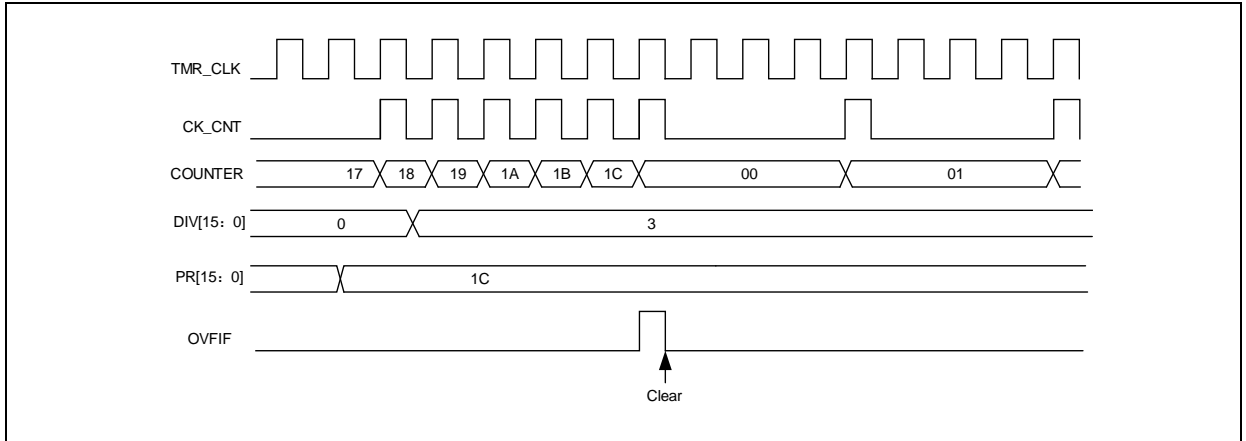 TMR_CLK
CK_CNT
COUNTER 17 18 19 1A 1B 1C 00 01
DIV[15：0] 0 3
PR[15：0] 1C
OVFIF
Clear